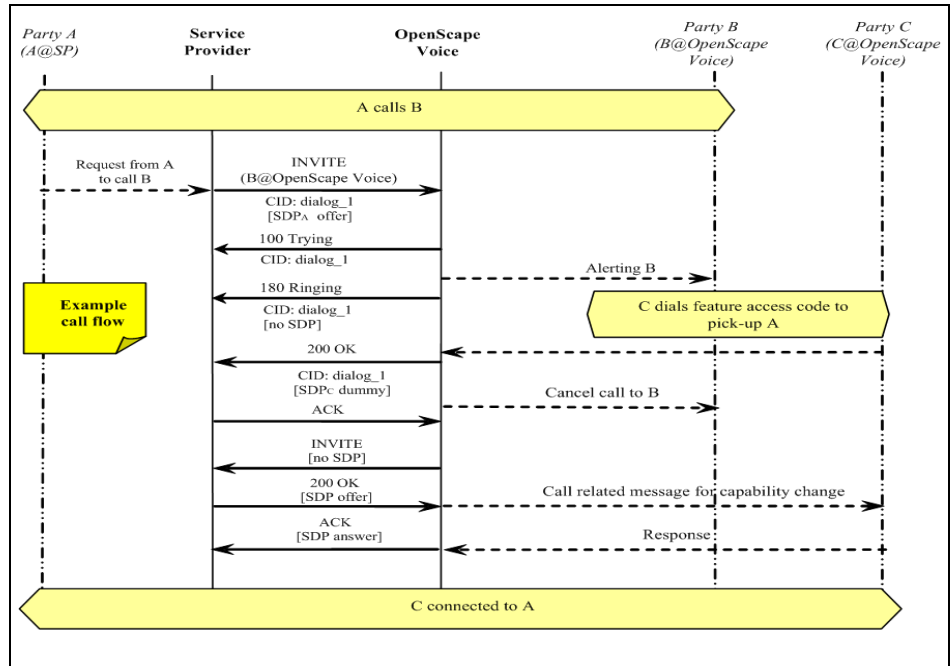 Party A
(A@SP)
Service
Provider
OpenScape
Voice
Party B
(B@OpenScape
Voice)
Party C
(C@OpenScape
Voice)
A calls B
Request from A
to call B
INVITE
(B@OpenScape Voice)
CID: dialog_1
[SDPA offer]
100 Trying
CID: dialog_1
Alerting B
180 Ringing
CID: dialog_1
[no SDP]
Example
call flow
C dials feature access code to
pick-up A
200 OK
CID: dialog_1
[SDPC dummy]
Cancel call to B
ACK
INVITE
[no SDP]
200 OK
[SDP offer]
Call related message for capability change
ACK
[SDP answer]
Response
C connected to A